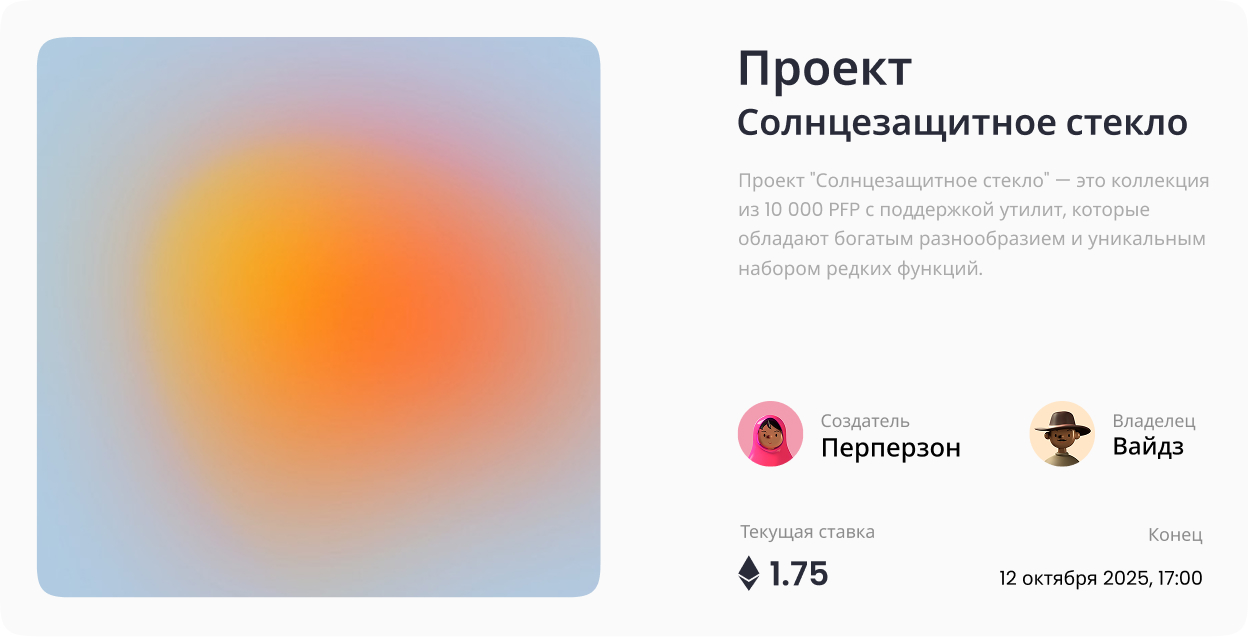 Проект
Солнцезащитное стекло
Проект "Солнцезащитное стекло" — это коллекция
из 10 000 PFP с поддержкой утилит, которые
обладают богатым разнообразием и уникальным
набором редких функций.
Создатель
Перперзон
Владелец
Вайдз
Текущая ставка
1.75
Конец
12 октября 2025, 17:00